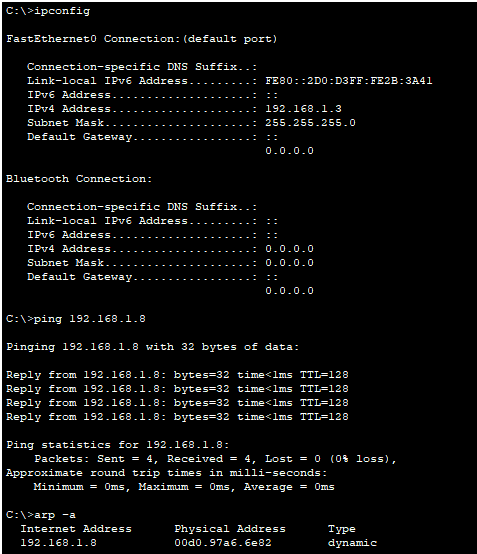 C:\>ipconfig
FastEthernet0 Connection:(default port)
Connection-specific DNS Suffix..:
Link-local IPv6 Address.........: FE80::2D0:D3FF:FE2B:3A41
IPv6 Address....................: ::
IPv4 Address....................: 192.168.1.3
Subnet Mask.....................: 255.255.255.0
Default Gateway.................: ::
0.0.0.0
Bluetooth Connection:
Connection-specific DNS Suffix..:
Link-local IPv6 Address.........: ::
IPv6 Address....................: ::
IPv4 Address....................: 0.0.0.0
Subnet Mask.....................: 0.0.0.0
Default Gateway.................: ::
0.0.0.0
C:\>ping 192.168.1.8
Pinging 192.168.1.8 with 32 bytes of data:
Reply from 192.168.1.8: bytes=32 time<1ms TTL=128
Reply from 192.168.1.8: bytes=32 time<1ms TTL=128
Reply from 192.168.1.8: bytes=32 time<1ms TTL=128
Reply from 192.168.1.8: bytes=32 time<1ms TTL=128
Ping statistics for 192.168.1.8:
Packets: Sent = 4, Received = 4, Lost = 0 (0% loss),
Approximate round trip times in milli-seconds:
Minimum = 0ms, Maximum = 0ms, Average = 0ms
C:\>arp -a
Internet Address Physical Address Type
192.168.1.8 00d0.97a6.6e82 dynamic